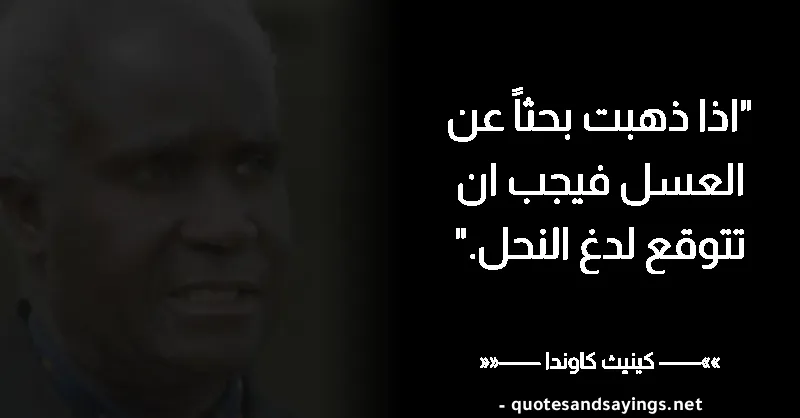 "اذا ذهبت بحثاً عن
العسل فيجب ان
تتوقع لدغ النحل."
»»—— كينيث كاوندا ——««
- quotesandsayings.net